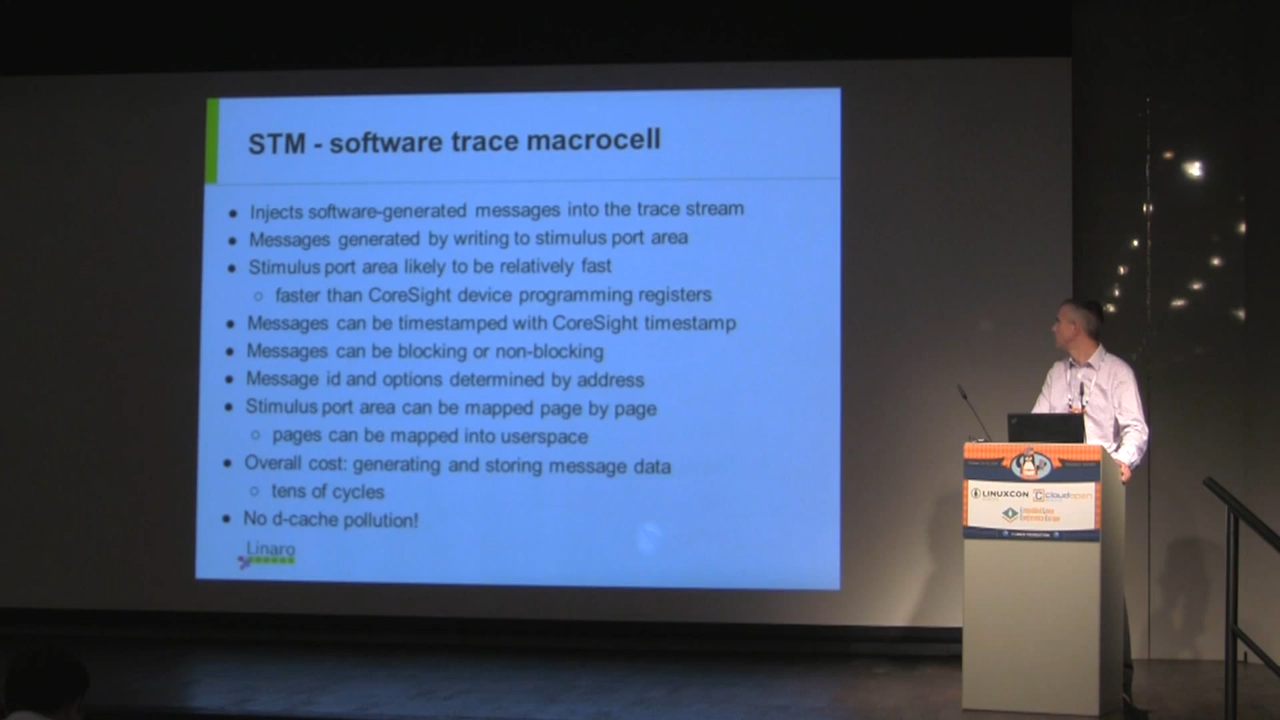 STM - software trace macrocell
● Injects software-generated messages into the trace stream
● Messages generated by writing to stimulus port area
● Stimulus port area likely to be relatively fast
○ faster than CoreSight device programming registers
● Messages can be timestamped with CoreSight timestamp
● Messages can be blocking or non-blocking
● Message id and options determined by address
● Stimulus port area can be mapped page by page
○ pages can be mapped into userspace
● Overall cost: generating and storing message data
○ tens of cycles
● No d-cache pollution!
Linaro
LINUXCON
cloudopen